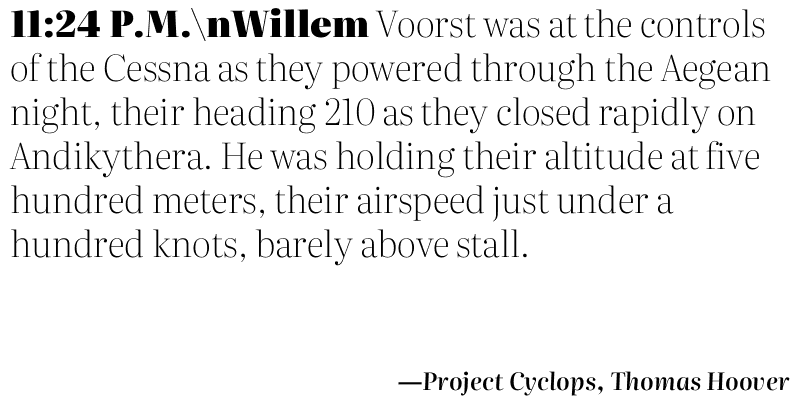 11:24 P.M.\nWillem Voorst was at the controls
of the Cessna as they powered through the Aegean
night, their heading 210 as they closed rapidly on
Andikythera. He was holding their altitude at five
hundred meters, their airspeed just under a
hundred knots, barely above stall.
—Project Cyclops, Thomas Hoover